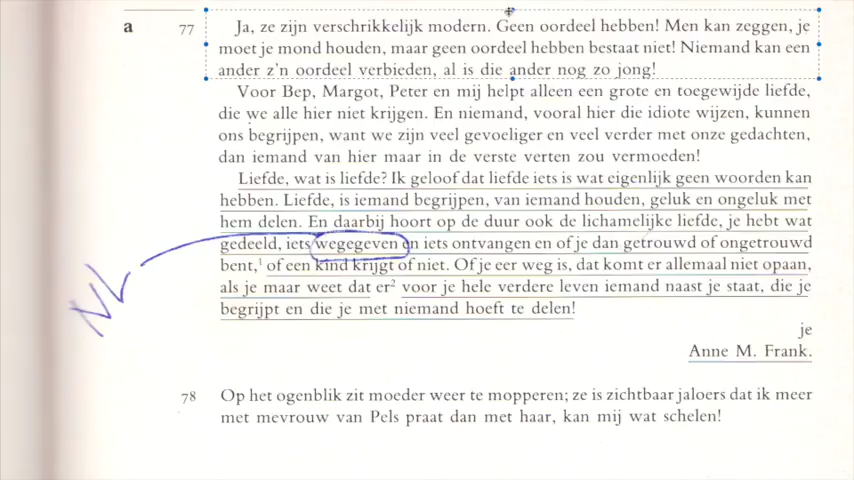 a 77 Ja, ze zijn verschrikkelijk modern. Geen oordeel hebben! Men kan zeggen, je
moet je mond houden, maar geen oordeel hebben bestaat niet! Niemand kan een
ander z'n oordeel verbieden, al is die ander nog zo jong!
Voor Bep, Margot, Peter en mij helpt alleen een grote en toegewijde liefde,
die we alle hier niet krijgen. En niemand, vooral hier die idiote wijzen, kunnen
ons begrijpen, want we zijn veel gevoeliger en veel verder met onze gedachten,
dan iemand van hier maar in de verste verten zou vermoeden!
Liefde, wat is liefde? Ik geloof dat liefde iets is wat eigenlijk geen woorden kan
hebben. Liefde, is iemand begrijpen, van iemand houden, geluk en ongeluk met
hem delen. En daarbij hoort op de duur ook de lichamelijke liefde, je hebt wat
gedeeld, iets wegegeven en iets ontvangen en of je dan getrouwd of ongetrouwd
bent,¹ of een kind krijgt of niet. Of je eer weg is, dat komt er allemaal niet opaan,
als je maar weet dat er² voor je hele verdere leven iemand naast je staat, die je
begrijpt en die je met niemand hoeft te delen!
NL
je
Anne M. Frank.
78 Op het ogenblik zit moeder weer te mopperen; ze is zichtbaar jaloers dat ik meer
met mevrouw van Pels praat dan met haar, kan mij wat schelen!